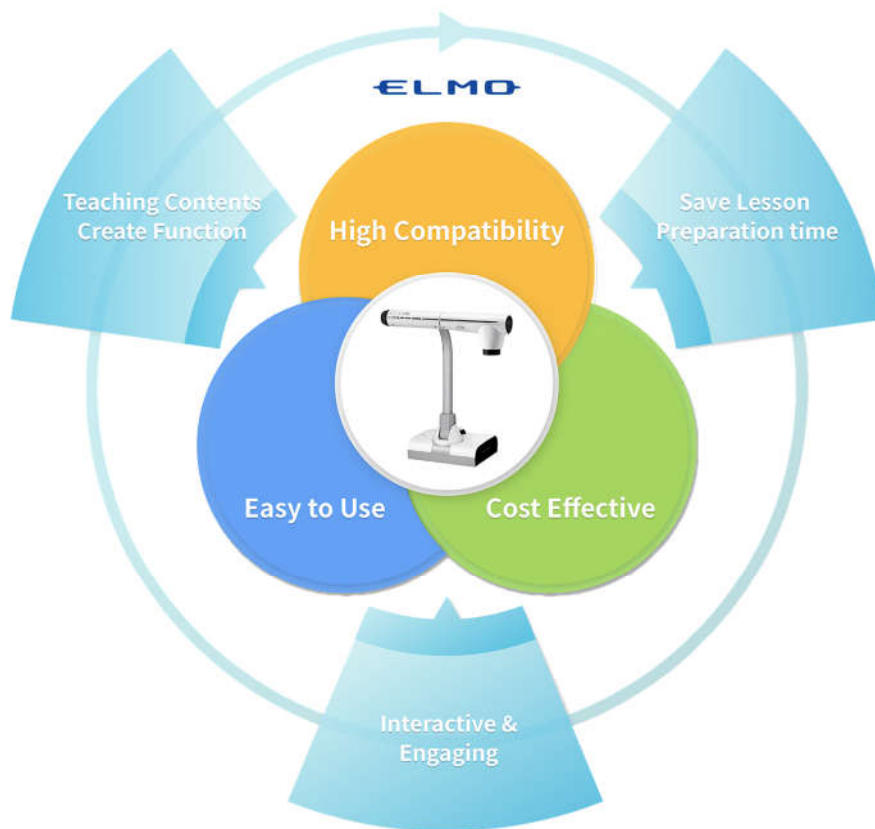 ELMO
Teaching Contents
Create Function
High Compatibility
Save Lesson
Preparation time
Easy to Use
Cost Effective
Interactive &
Engaging